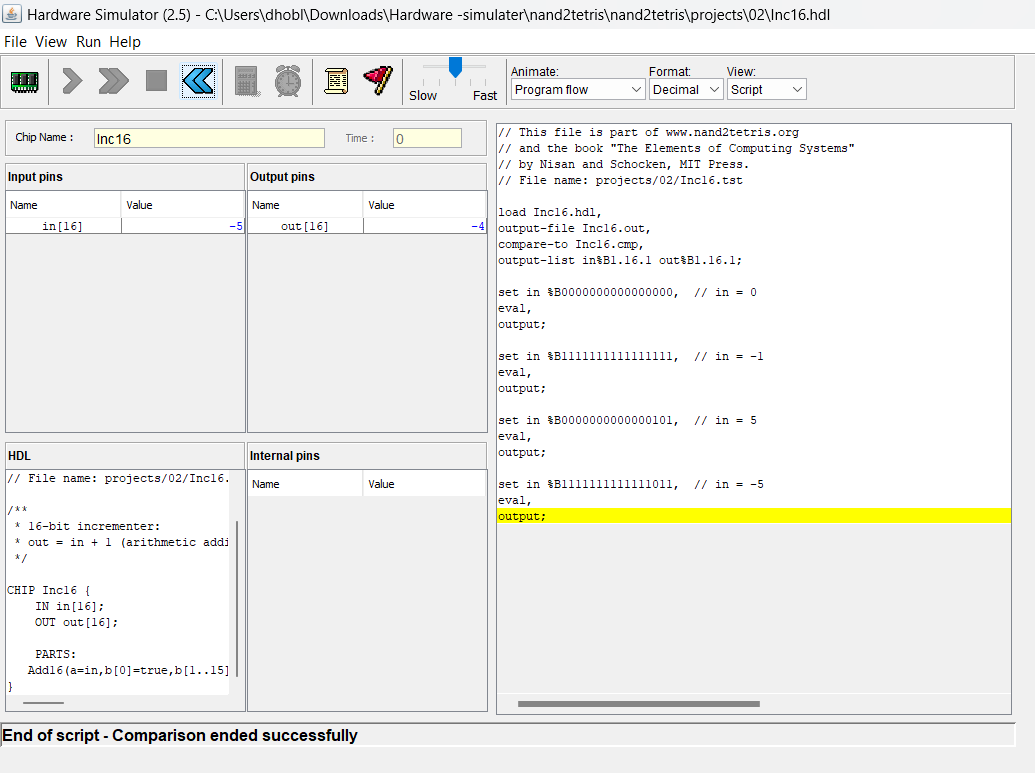 Hardware Simulator (2.5) - C:\Users\dhobl\Downloads\Hardware -simulater\nand2tetris\nand2tetris\projects\02\Inc16.hdl
File View Run Help
Slow Fast
Animate: Format: View:
Program flow Decimal Script
Chip Name : Inc16 Time : 0
Input pins
Name Value
in[16] -5
Output pins
Name Value
out[16] -4
HDL
// File name: projects/02/Inc16.
/**
* 16-bit incrementer:
* out = in + 1 (arithmetic addi
*/
CHIP Inc16 {
IN in[16];
OUT out[16];
PARTS:
Add16(a=in,b[0]=true,b[1..15]
}
Internal pins
Name Value
// This file is part of www.nand2tetris.org
// and the book "The Elements of Computing Systems"
// by Nisan and Schocken, MIT Press.
// File name: projects/02/Inc16.tst
load Inc16.hdl,
output-file Inc16.out,
compare-to Inc16.cmp,
output-list in%B1.16.1 out%B1.16.1;
set in %B0000000000000000, // in = 0
eval,
output;
set in %B1111111111111111, // in = -1
eval,
output;
set in %B0000000000000101, // in = 5
eval,
output;
set in %B1111111111111011, // in = -5
eval,
output;
End of script - Comparison ended successfully